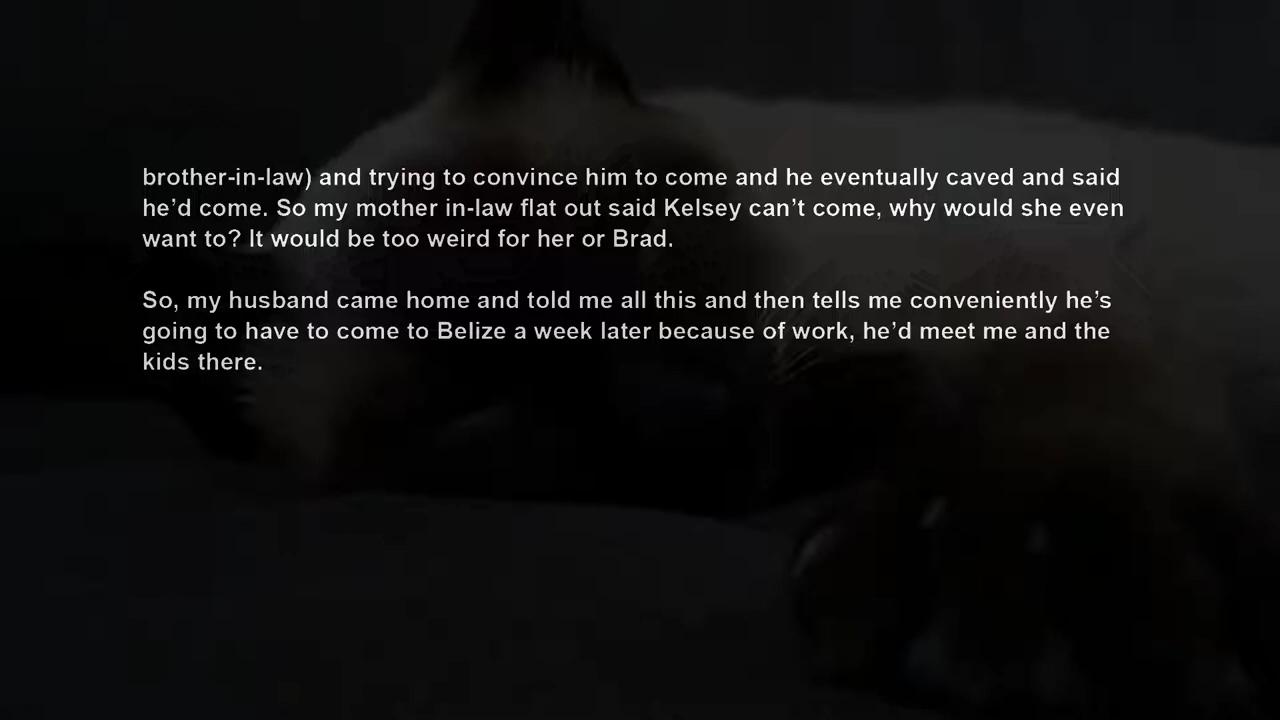 brother-in-law) and trying to convince him to come and he eventually caved and said
he’d come. So my mother in-law flat out said Kelsey can’t come, why would she even
want to? It would be too weird for her or Brad.
So, my husband came home and told me all this and then tells me conveniently he’s
going to have to come to Belize a week later because of work, he’d meet me and the
kids there.